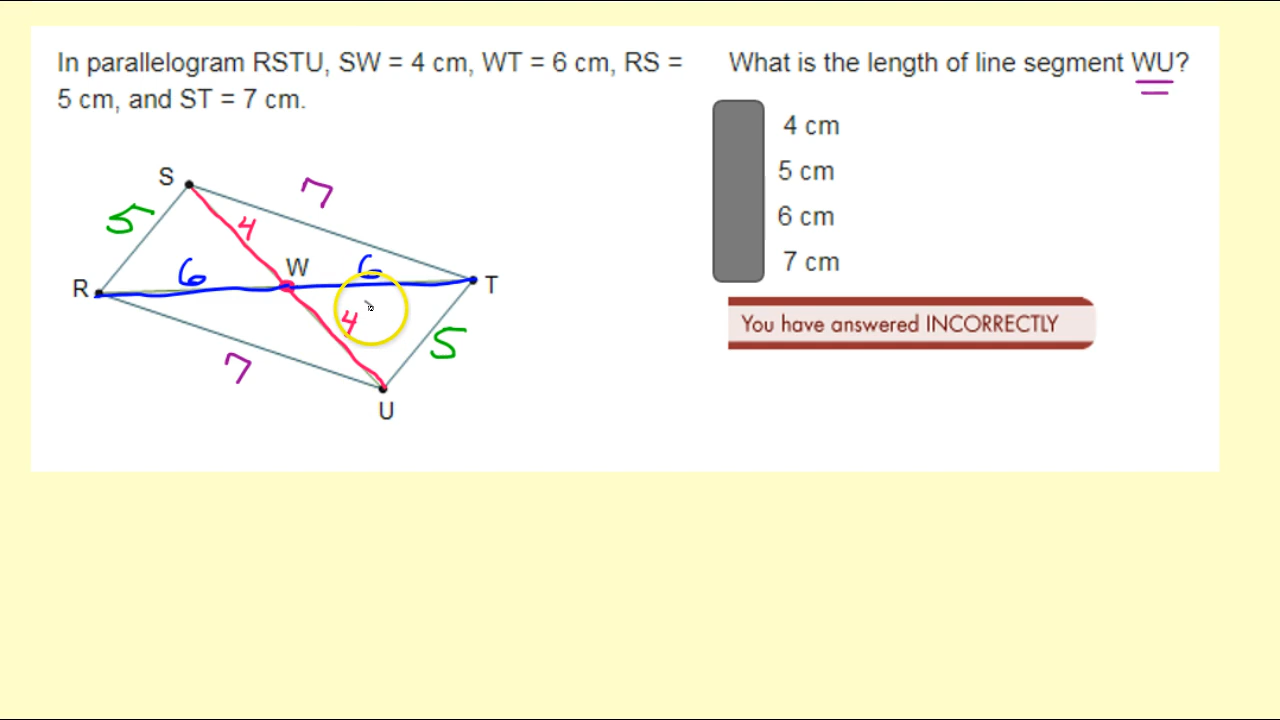 In parallelogram RSTU, SW = 4 cm, WT = 6 cm, RS =
5 cm, and ST = 7 cm.
What is the length of line segment WU?
4 cm
5 cm
6 cm
7 cm
You have answered INCORRECTLY
S
7
5
4
W
6
6
R
T
4
5
7
U